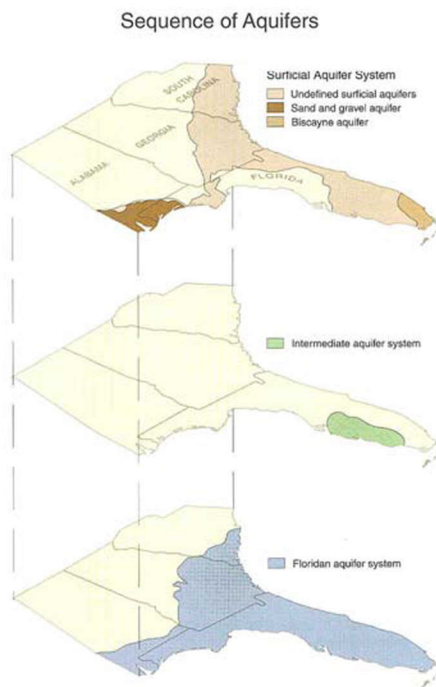 Sequence of Aquifers
Surficial Aquifer System
Undefined surficial aquifers
Sand and gravel aquifer
Biscayne aquifer
SOUTH
CAROLINA
GEORGIA
ALABAMA
FLORIDA
Intermediate aquifer system
Floridan aquifer system